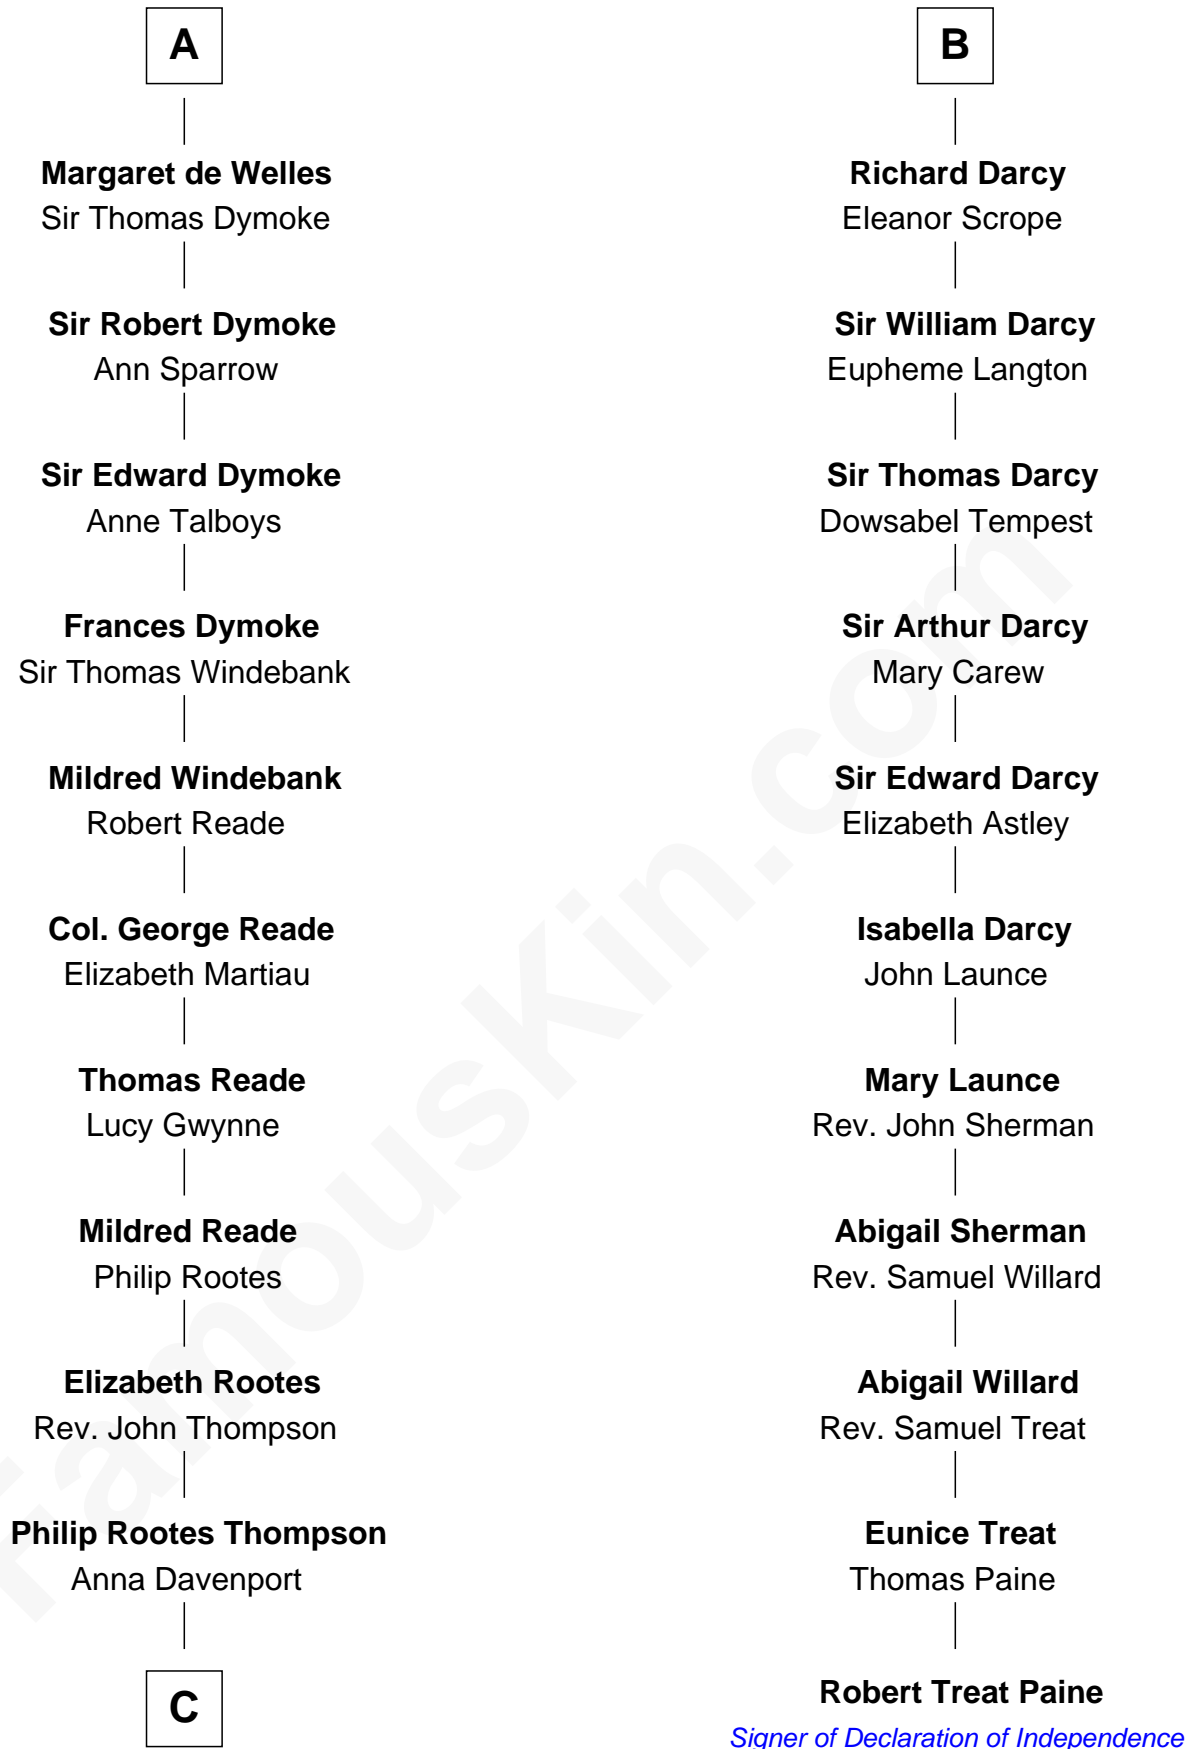 A
Margaret de Welles
Sir Thomas Dymoke
Sir Robert Dymoke
Ann Sparrow
Sir Edward Dymoke
Anne Talboys
Frances Dymoke
Sir Thomas Windebank
Mildred Windebank
Robert Reade
Col. George Reade
Elizabeth Martiau
Thomas Reade
Lucy Gwynne
Mildred Reade
Philip Rootes
Elizabeth Rootes
Rev. John Thompson
Philip Rootes Thompson
Anna Davenport
C
B
Richard Darcy
Eleanor Scrope
Sir William Darcy
Eupheme Langton
Sir Thomas Darcy
Dowsabel Tempest
Sir Arthur Darcy
Mary Carew
Sir Edward Darcy
Elizabeth Astley
Isabella Darcy
John Launce
Mary Launce
Rev. John Sherman
Abigail Sherman
Rev. Samuel Willard
Abigail Willard
Rev. Samuel Treat
Eunice Treat
Thomas Paine
Robert Treat Paine
Signer of Declaration of Independence
FamousKin.com